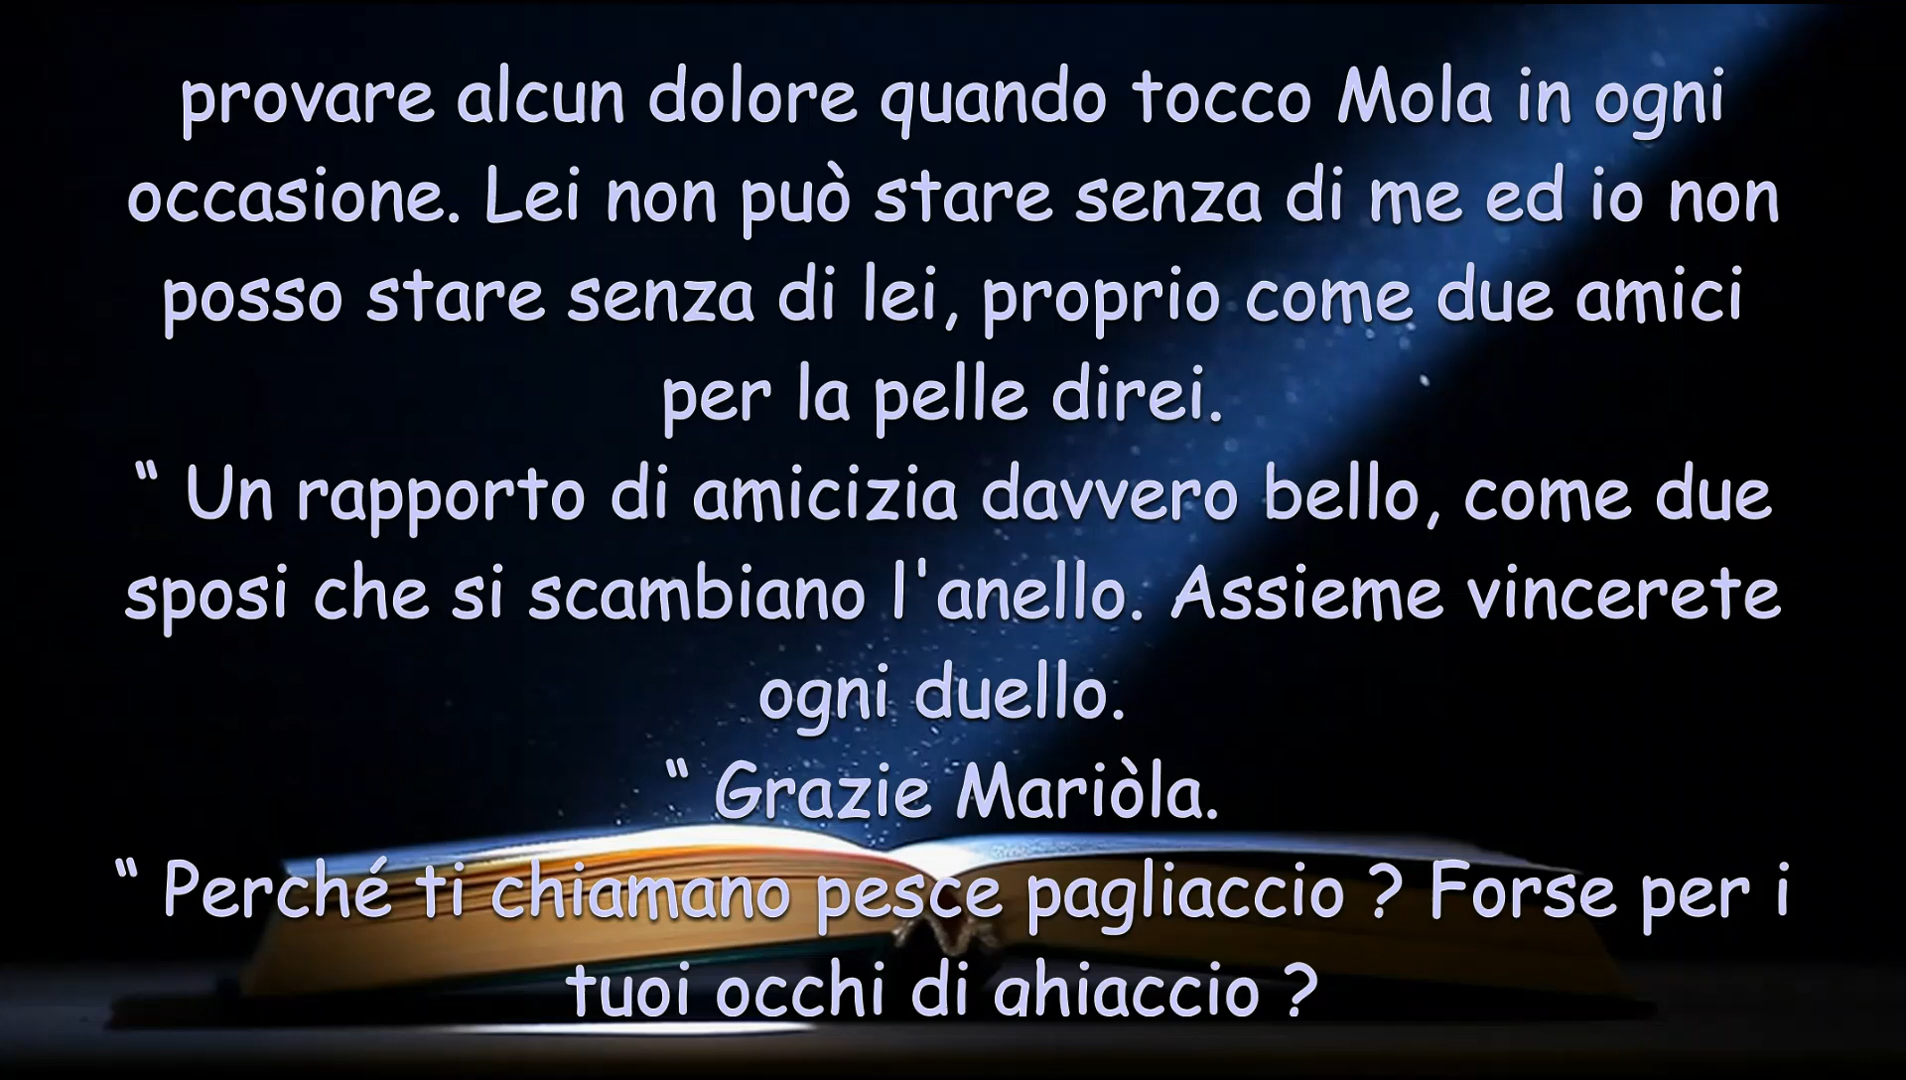 provare alcun dolore quando tocco Mola in ogni
occasione. Lei non può stare senza di me ed io non
posso stare senza di lei, proprio come due amici
per la pelle direi.
“ Un rapporto di amicizia davvero bello, come due
sposi che si scambiano l'anello. Assieme vincerete
ogni duello.
“ Grazie Mariòla.
“ Perché ti chiamano pesce pagliaccio ? Forse per i
tuoi occhi di ghiaccio ?